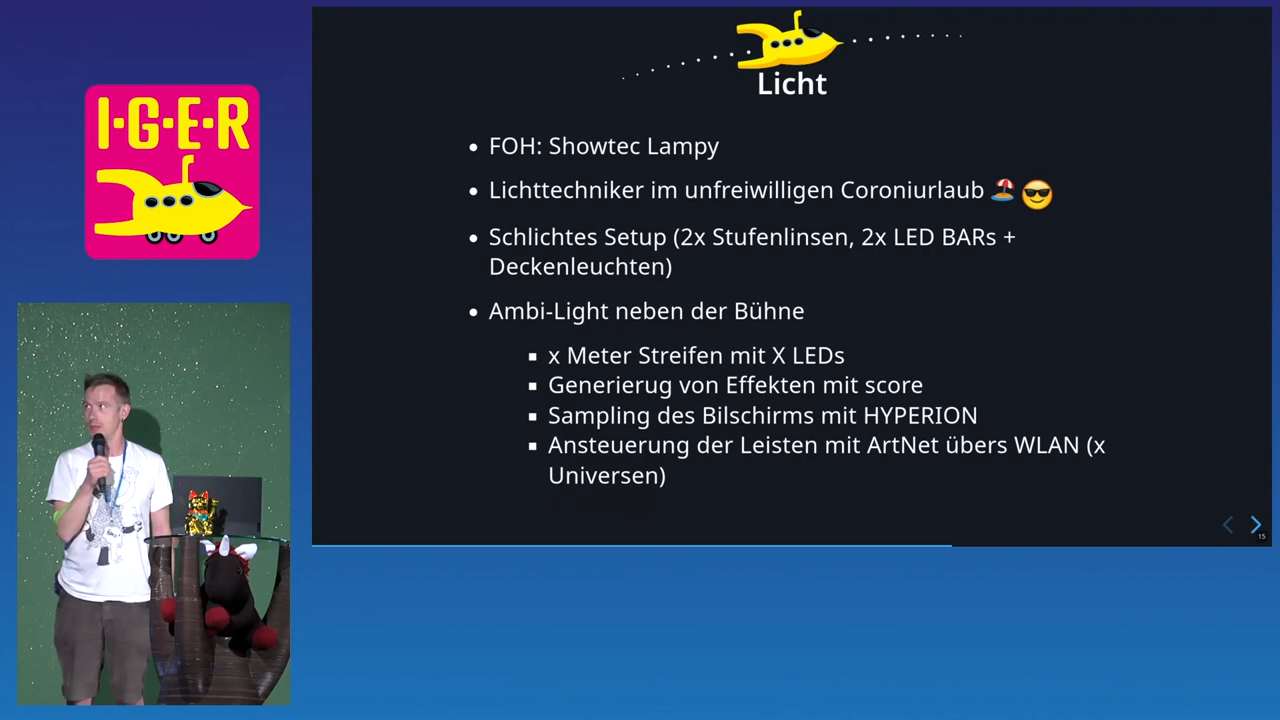 I·G·E·R
Licht
FOH: Showtec Lampy
Lichttechniker im unfreiwilligen Coroniurlaub 🏖️😎
Schlichtes Setup (2x Stufenlinsen, 2x LED BARs +
Deckenleuchten)
Ambi-Light neben der Bühne
x Meter Streifen mit X LEDs
Generierug von Effekten mit score
Sampling des Bilschirms mit HYPERION
Ansteuerung der Leisten mit ArtNet übers WLAN (x
Universen)
15